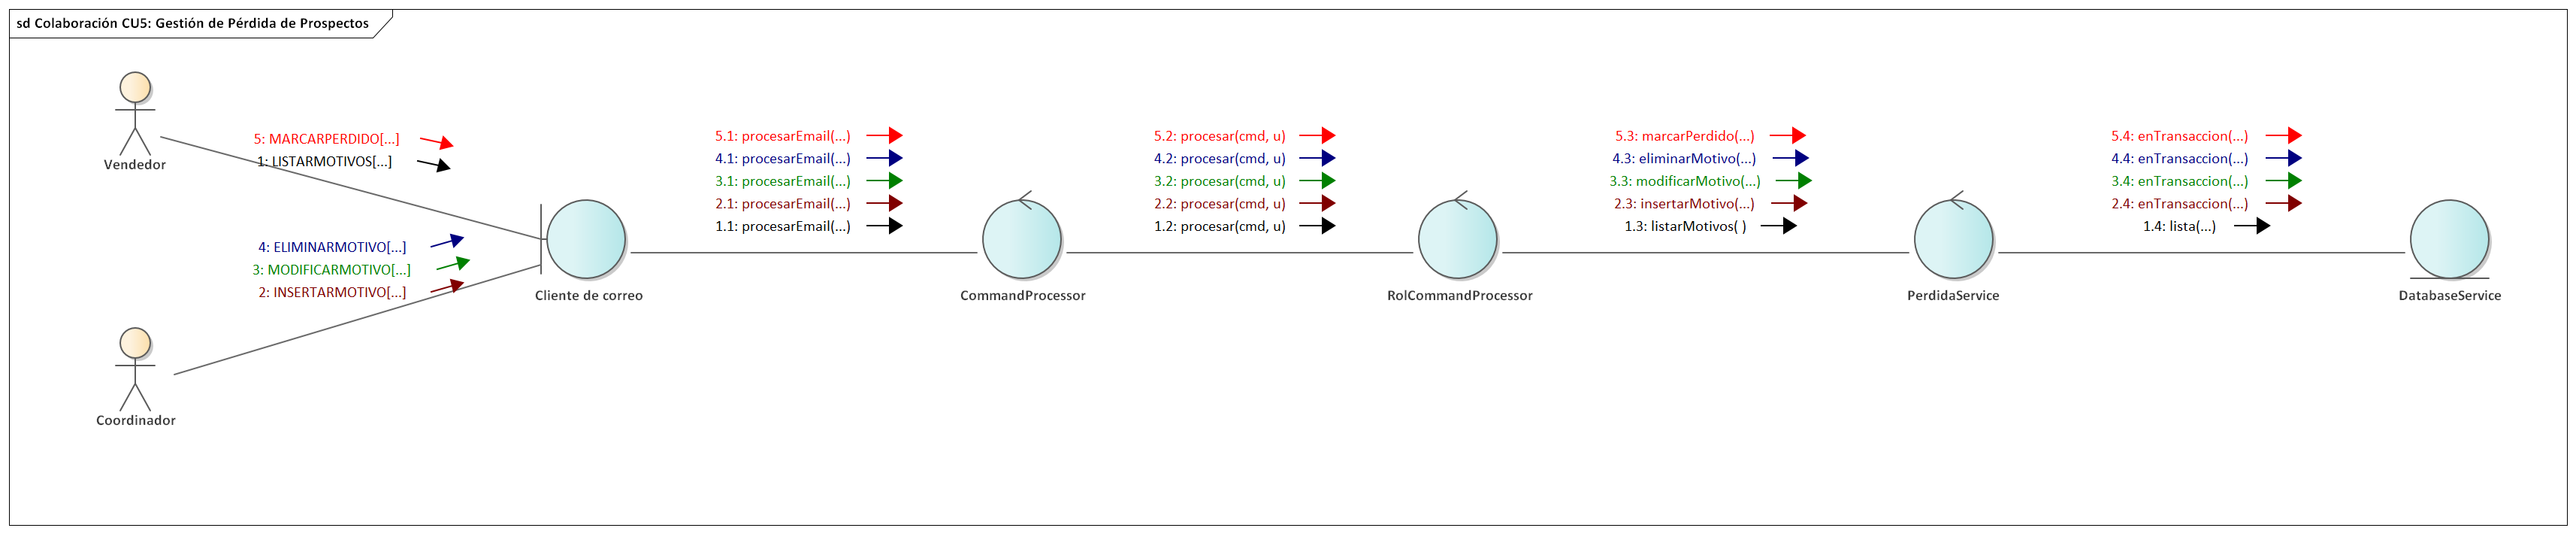 sd Colaboración CU5: Gestión de Pérdida de Prospectos
Vendedor
5: MARCARPERDIDO[...]
1: LISTARMOTIVOS[...]
4: ELIMINARMOTIVO[...]
3: MODIFICARMOTIVO[...]
2: INSERTARMOTIVO[...]
Coordinador
Cliente de correo
5.1: procesarEmail(...)
4.1: procesarEmail(...)
3.1: procesarEmail(...)
2.1: procesarEmail(...)
1.1: procesarEmail(...)
CommandProcessor
5.2: procesar(cmd, u)
4.2: procesar(cmd, u)
3.2: procesar(cmd, u)
2.2: procesar(cmd, u)
1.2: procesar(cmd, u)
RolCommandProcessor
5.3: marcarPerdido(...)
4.3: eliminarMotivo(...)
3.3: modificarMotivo(...)
2.3: insertarMotivo(...)
1.3: listarMotivos( )
PerdidaService
5.4: enTransaccion(...)
4.4: enTransaccion(...)
3.4: enTransaccion(...)
2.4: enTransaccion(...)
1.4: lista(...)
DatabaseService